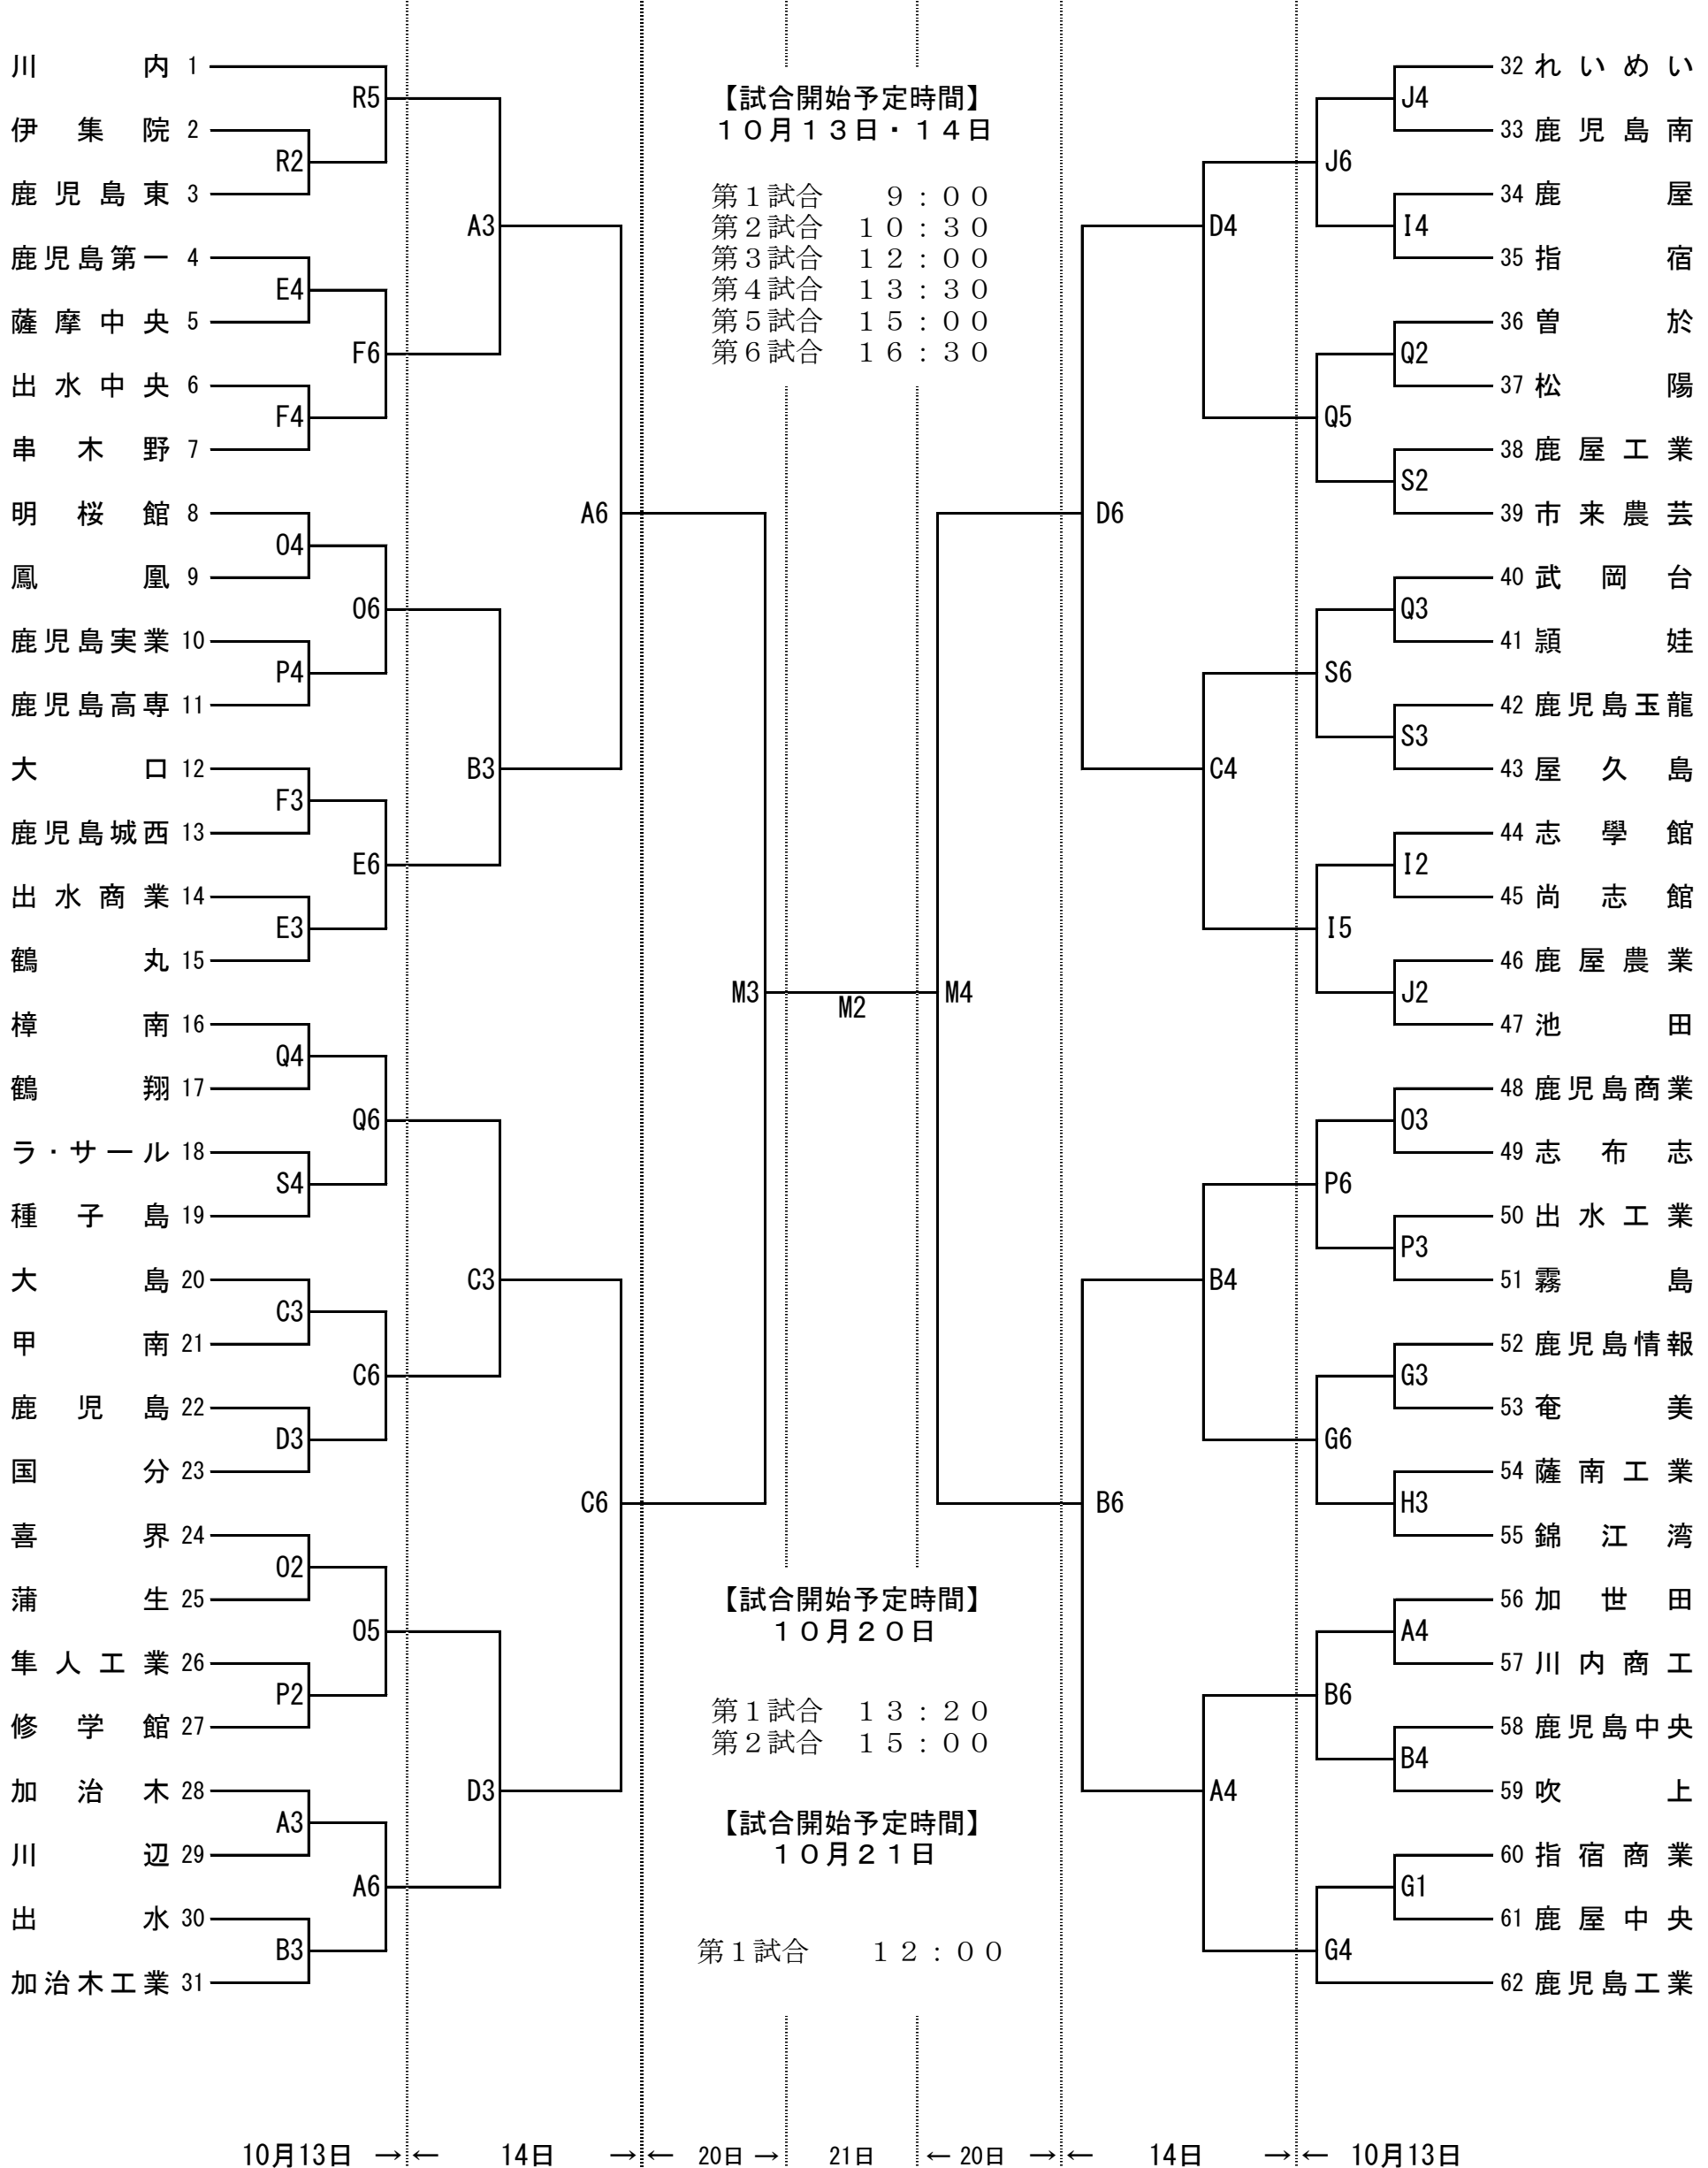 川内 1
伊集院 2
鹿児島東 3
鹿児島第一 4
薩摩中央 5
出水中央 6
串木野 7
明桜館 8
鳳凰 9
鹿児島実業 10
鹿児島高専 11
大口 12
鹿児島城西 13
出水商業 14
鶴丸 15
樟南 16
鶴翔 17
ラ・サール 18
種子島 19
大島 20
甲南 21
鹿児島 22
国分 23
喜界 24
蒲生 25
隼人工業 26
修学館 27
加治木 28
川辺 29
出水 30
加治木工業 31
R2
E4
F4
O4
P4
F3
E3
Q4
S4
C3
D3
O2
P2
A3
B3
R5
F6
O6
E6
Q6
C6
O5
A6
A3
B3
C3
D3
A6
C6
M3
【試合開始予定時間】
10月13日・14日
第1試合 9:00
第2試合 10:30
第3試合 12:00
第4試合 13:30
第5試合 15:00
第6試合 16:30
M2
【試合開始予定時間】
10月20日
第1試合 13:20
第2試合 15:00
【試合開始予定時間】
10月21日
第1試合 12:00
M4
D6
B6
D4
C4
B4
A4
J6
Q5
S6
I5
P6
G6
B6
G4
J4
I4
Q2
S2
Q3
S3
I2
J2
O3
P3
G3
H3
A4
B4
G1
32 れいめい
33 鹿児島南
34 鹿屋
35 指宿
36 曽於
37 松陽
38 鹿屋工業
39 市来農芸
40 武岡台
41 頴娃
42 鹿児島玉龍
43 屋久島
44 志學館
45 尚志館
46 鹿屋農業
47 池田
48 鹿児島商業
49 志布志
50 出水工業
51 霧島
52 鹿児島情報
53 奄美
54 薩南工業
55 錦江湾
56 加世田
57 川内商工
58 鹿児島中央
59 吹上
60 指宿商業
61 鹿屋中央
62 鹿児島工業
10月13日 →← 14日 →← 20日 → 21日 ← 20日 →← 14日 →← 10月13日